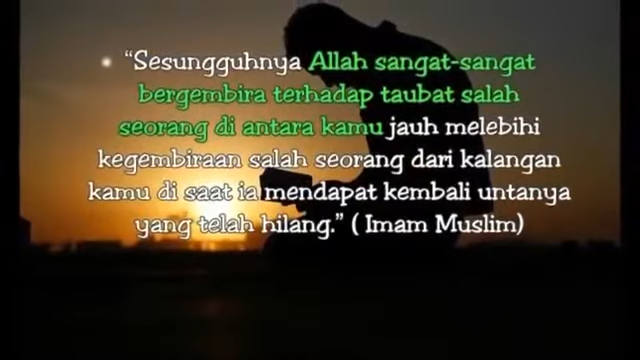 • “Sesungguhnya Allah sangat-sangat
bergembira terhadap taubat salah
seorang di antara kamu jauh melebihi
kegembiraan salah seorang dari kalangan
kamu di saat ia mendapat kembali untanya
yang telah hilang.” ( Imam Muslim)